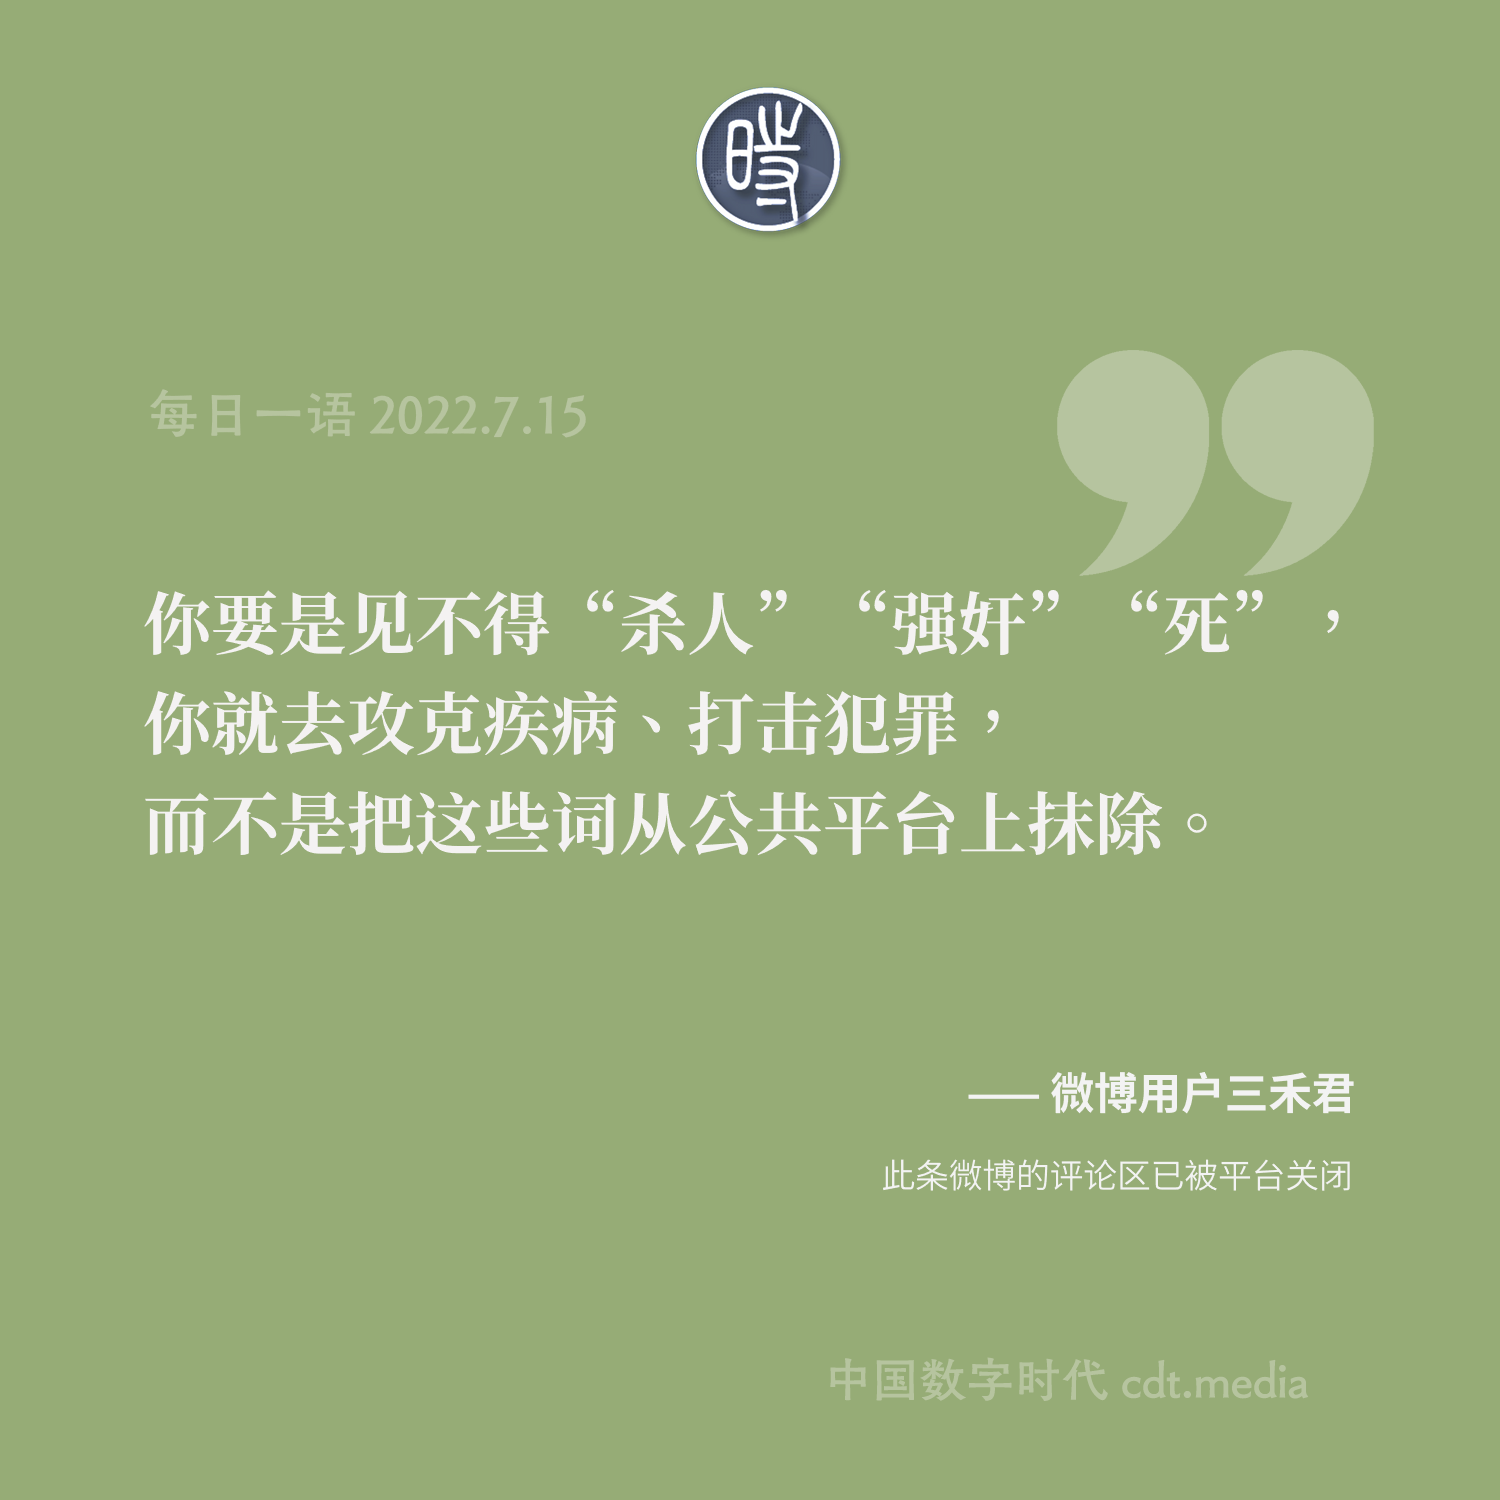 時
每日一语 2022.7.15
你要是见不得“杀人”“强奸”“死”，
你就去攻克疾病、打击犯罪，
而不是把这些词从公共平台上抹除。
—— 微博用户三禾君
此条微博的评论区已被平台关闭
中国数字时代 cdt.media